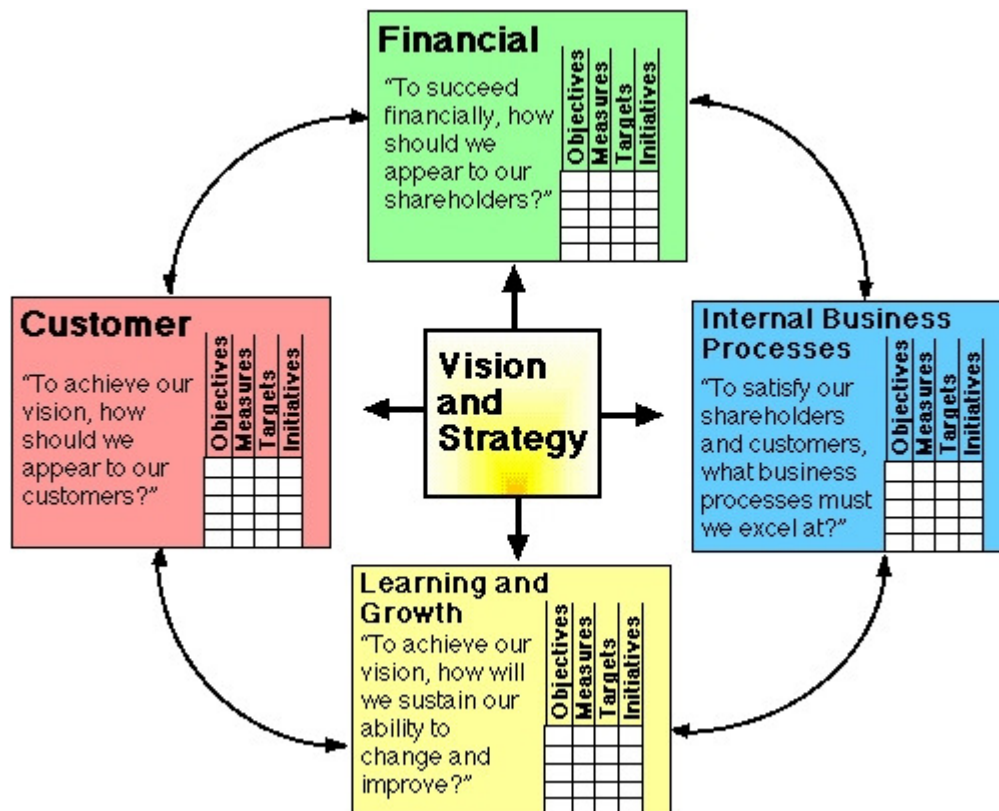 Financial
“To succeed
financially, how
should we
appear to our
shareholders?”
Objectives
Measures
Targets
Initiatives
Customer
“To achieve our
vision, how
should we
appear to our
customers?”
Objectives
Measures
Targets
Initiatives
Vision
and
Strategy
Internal Business
Processes
“To satisfy our
shareholders
and customers,
what business
processes must
we excel at?”
Objectives
Measures
Targets
Initiatives
Learning and
Growth
“To achieve our
vision, how will
we sustain our
ability to
change and
improve?”
Objectives
Measures
Targets
Initiatives